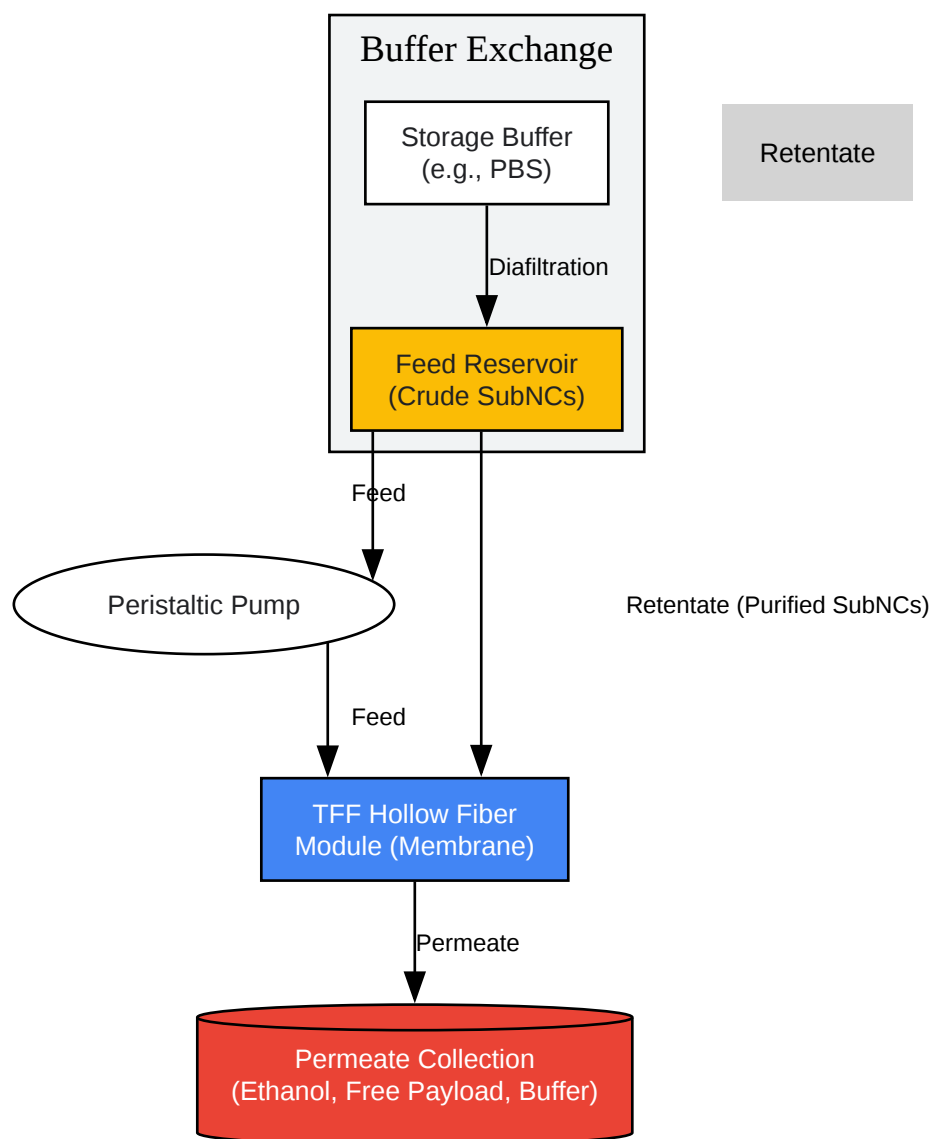 Buffer Exchange
Storage Buffer
(e.g., PBS)
Retentate
Diafiltration
Feed Reservoir
(Crude SubNCs)
Feed
Peristaltic Pump
Retentate (Purified SubNCs)
Feed
TFF Hollow Fiber
Module (Membrane)
Permeate
Permeate Collection
(Ethanol, Free Payload, Buffer)